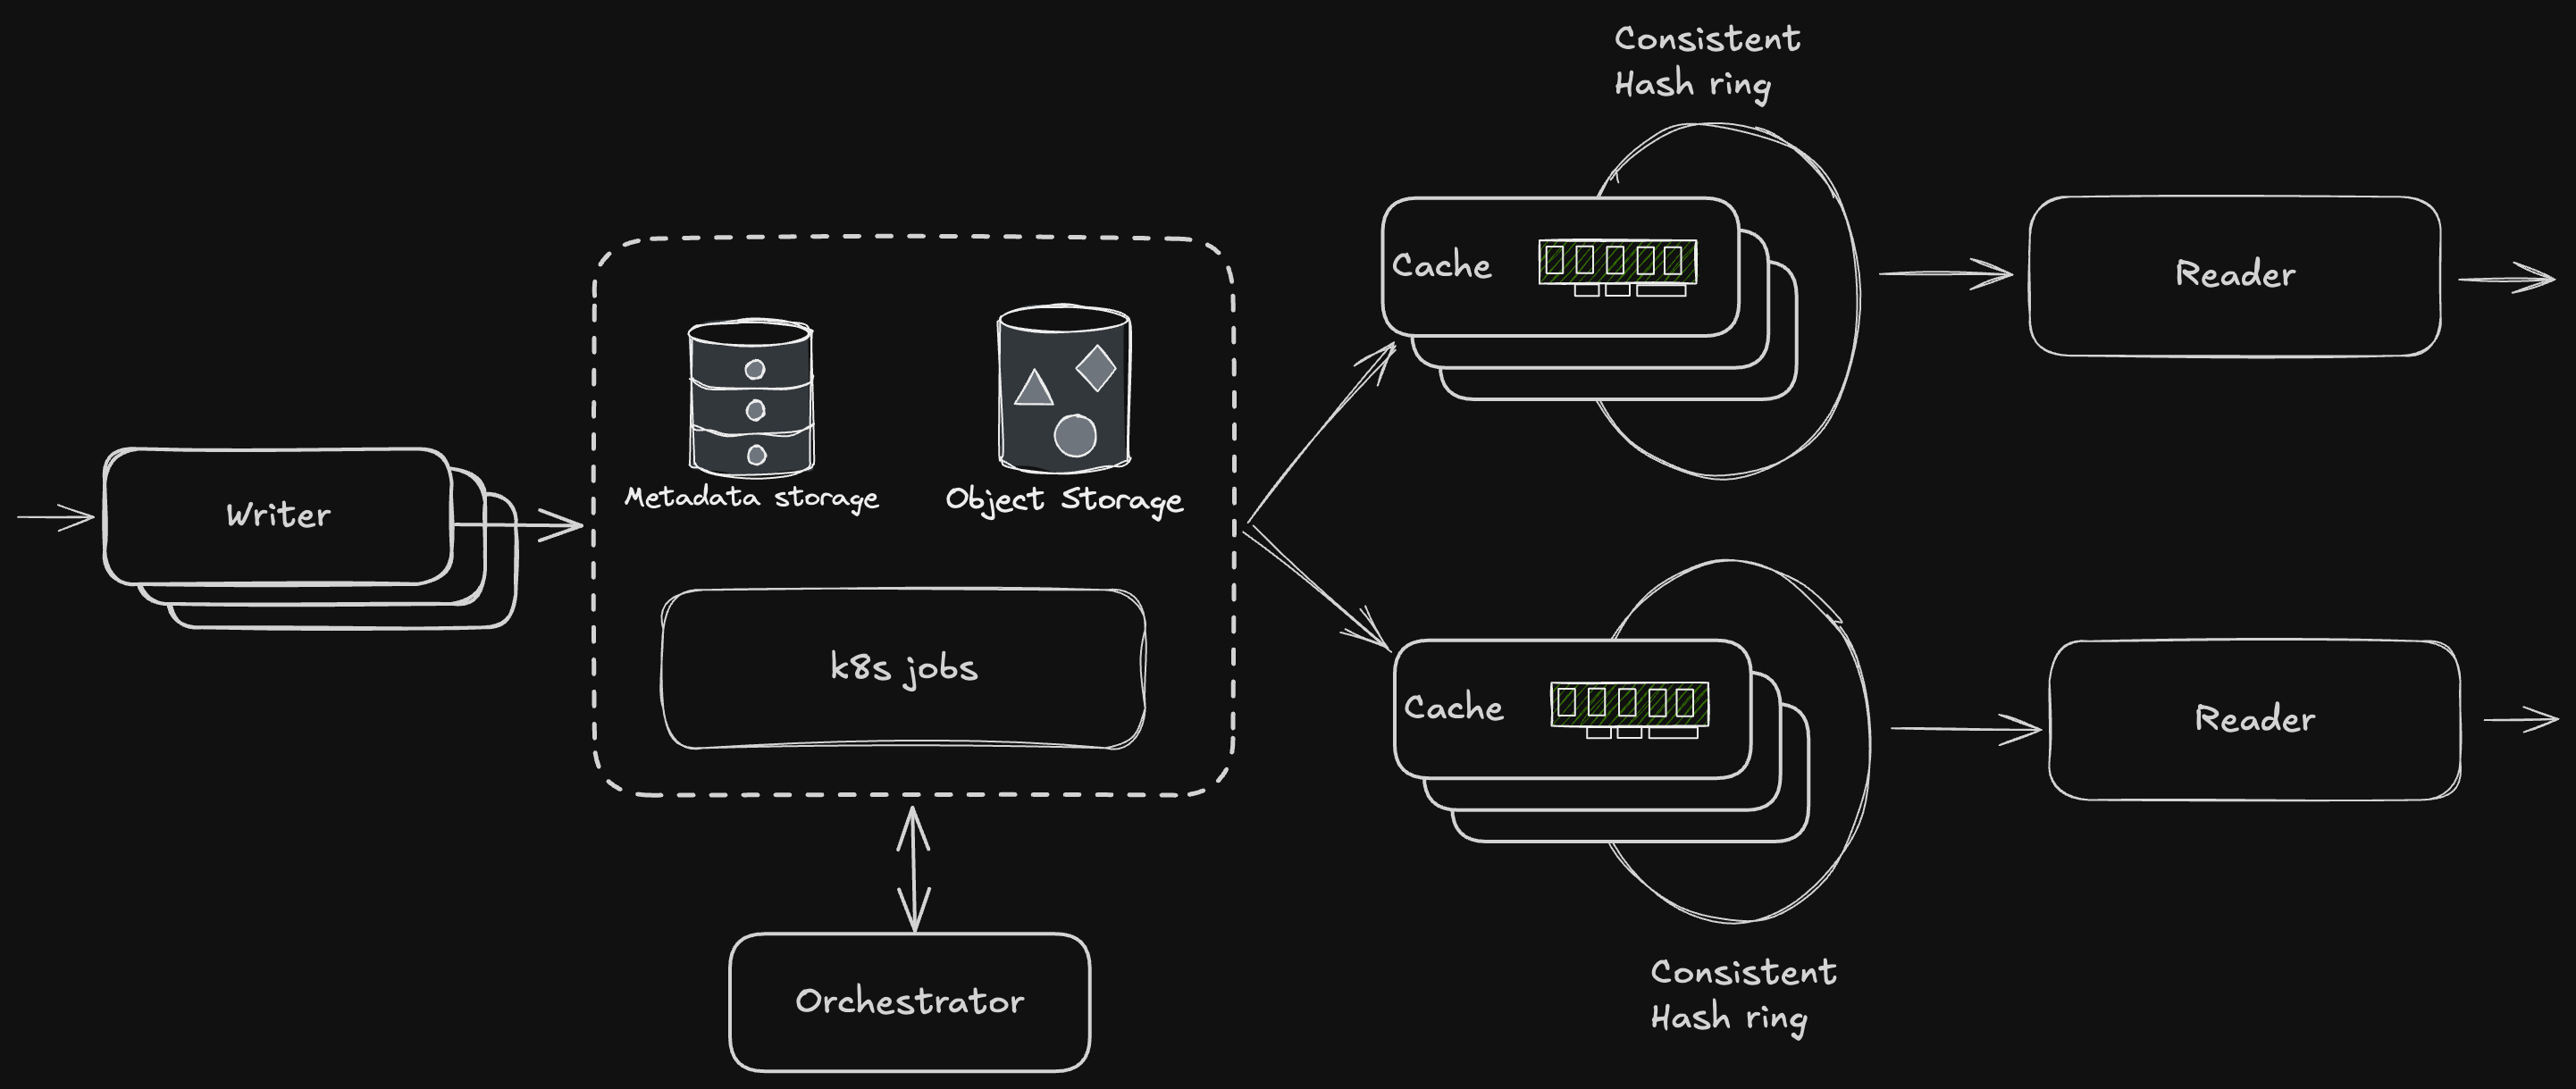 Consistent
Hash ring
Cache
Reader
Metadata storage
Object Storage
Writer
k8s jobs
Cache
Reader
Orchestrator
Consistent
Hash ring